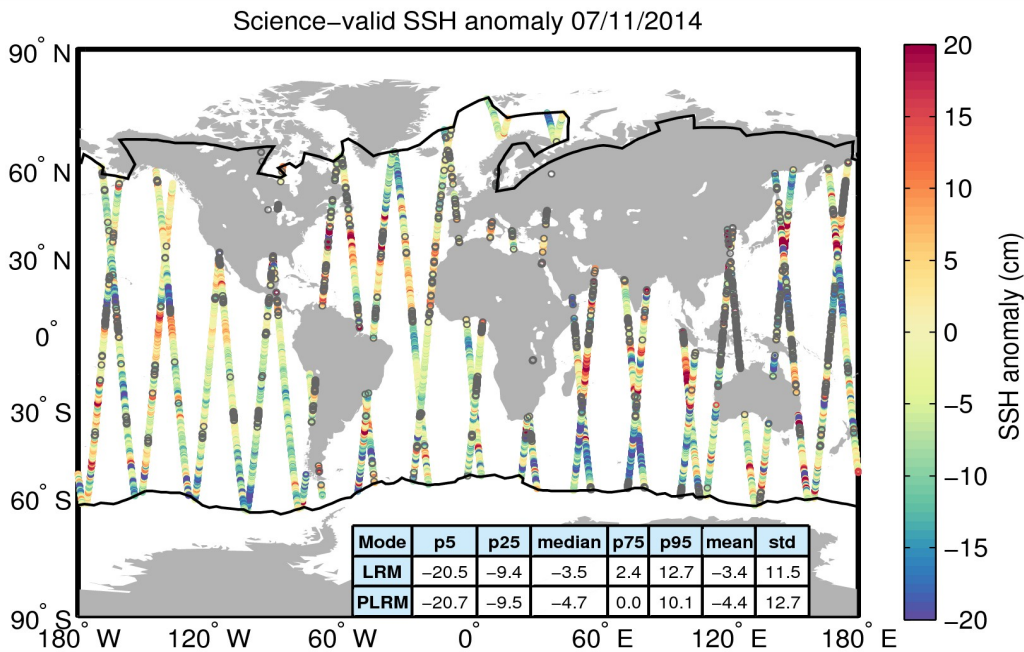 Science−valid SSH anomaly 07/11/2014
90° N
60° N
30° N
0°
30° S
60° S
90° S
180° W 120° W 60° W 0° 60° E 120° E 180° E
Mode p5 p25 median p75 p95 mean std
LRM −20.5 −9.4 −3.5 2.4 12.7 −3.4 11.5
PLRM −20.7 −9.5 −4.7 0.0 10.1 −4.4 12.7
20
15
10
5
0
−5
−10
−15
−20
SSH anomaly (cm)